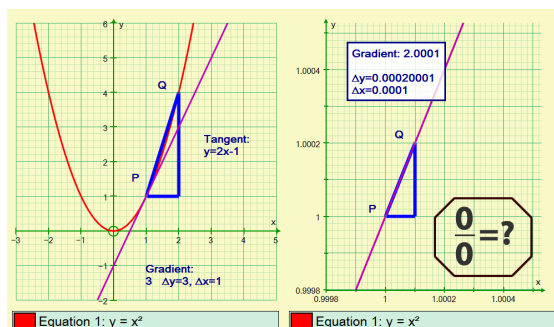 y
6
5
4
3
2
1
−1
−2
−3
−2
−1
0
1
2
3
4
5
x
Q
P
Tangent:
y=2x-1
Gradient:
3 Δy=3, Δx=1
Equation 1: y = x²
y
Gradient: 2.0001
Δy=0.00020001
Δx=0.0001
1.0004
1.0002
1
0.9998
0.9998
1
1.0002
1.0004
x
Q
P
0
0
=?
Equation 1: y = x²